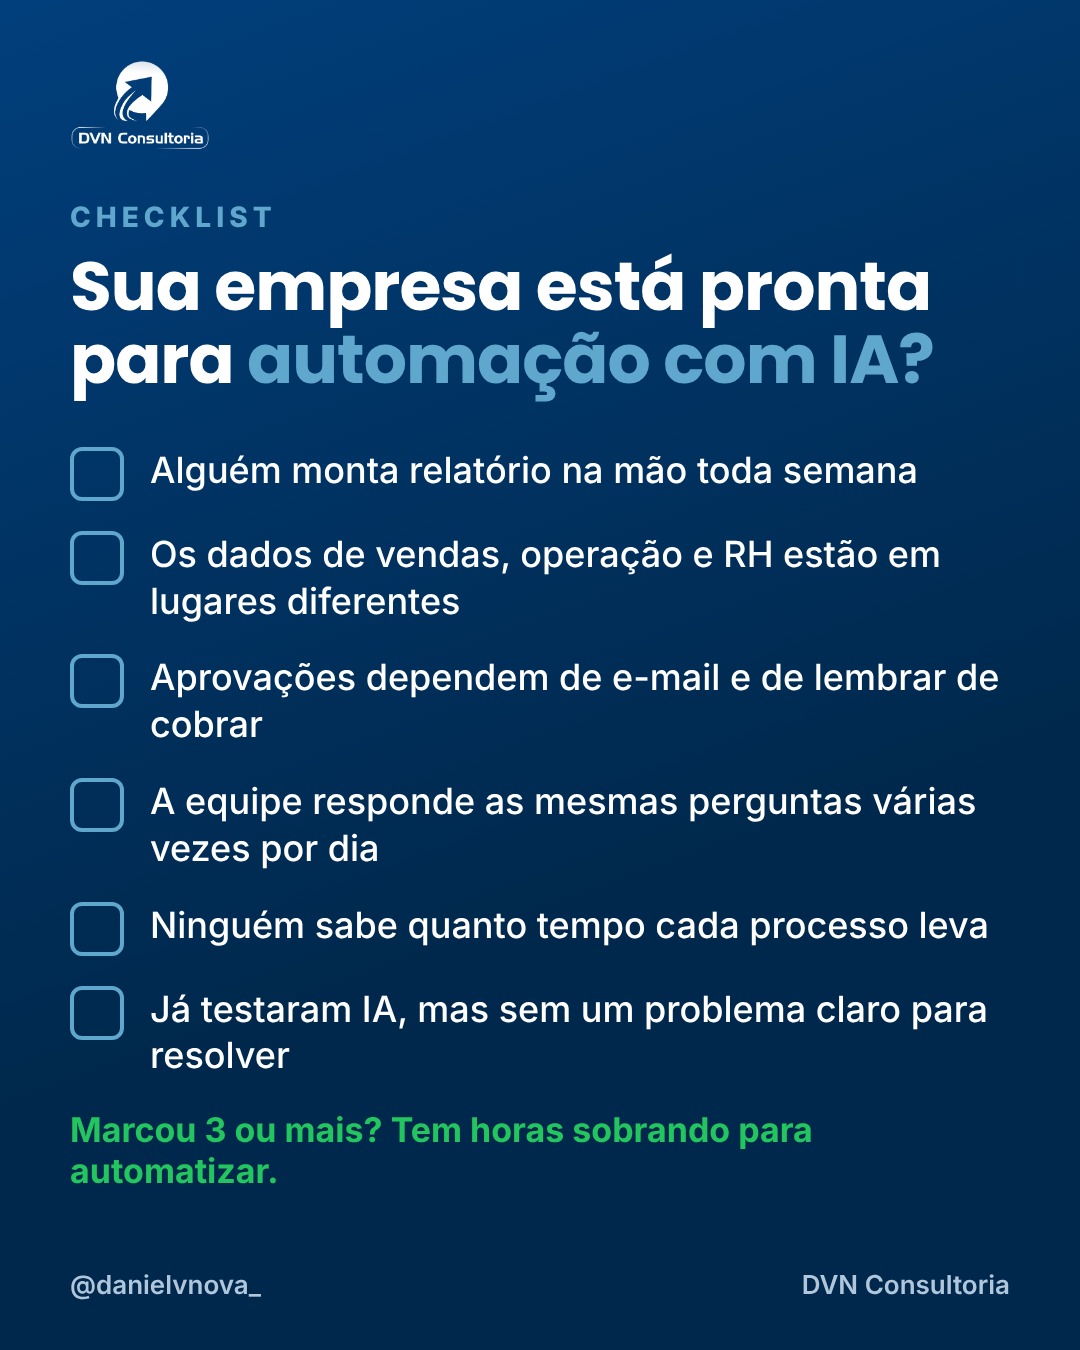 DVN Consultoria
CHECKLIST
Sua empresa está pronta
para automação com IA?
Alguém monta relatório na mão toda semana
Os dados de vendas, operação e RH estão em
lugares diferentes
Aprovações dependem de e-mail e de lembrar de
cobrar
A equipe responde as mesmas perguntas várias
vezes por dia
Ninguém sabe quanto tempo cada processo leva
Já testaram IA, mas sem um problema claro para
resolver
Marcou 3 ou mais? Tem horas sobrando para
automatizar.
@danielvnova_
DVN Consultoria